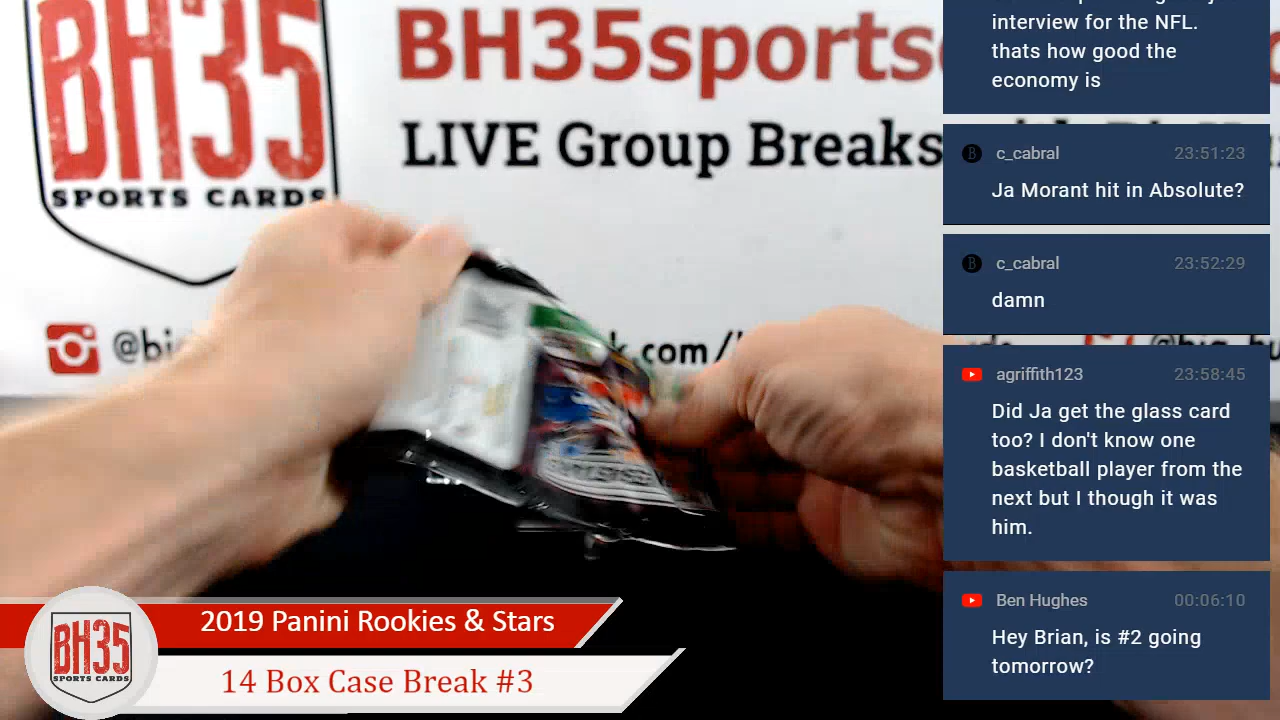 BH35
SPORTS CARDS
BH35sports
LIVE Group Breaks
@bi
k.com/
interview for the NFL.
thats how good the
economy is
c_cabral 23:51:23
Ja Morant hit in Absolute?
c_cabral 23:52:29
damn
agriffith123 23:58:45
Did Ja get the glass card
too? I don't know one
basketball player from the
next but I though it was
him.
Ben Hughes 00:06:10
Hey Brian, is #2 going
tomorrow?
BH35
SPORTS CARDS
2019 Panini Rookies & Stars
14 Box Case Break #3